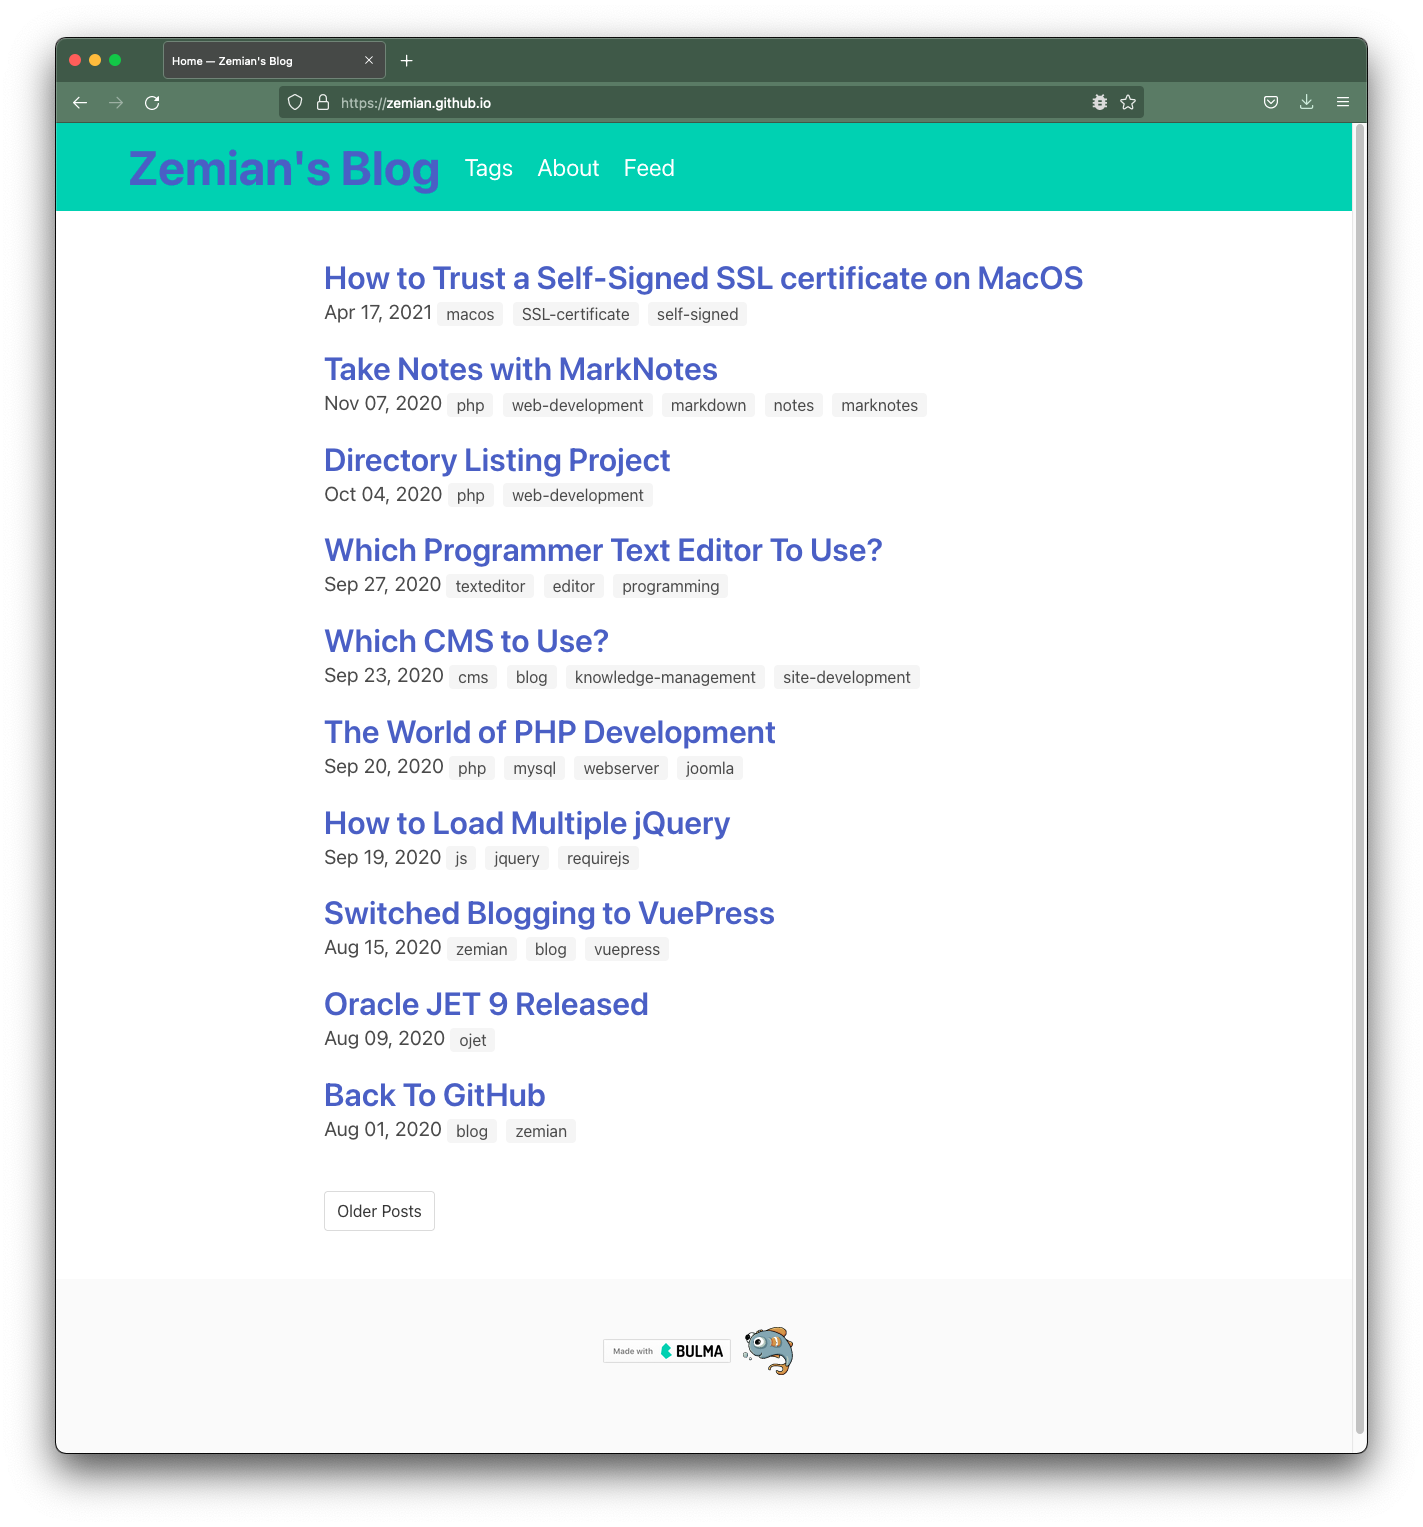 Home — Zemian's Blog
https://zemian.github.io
Zemian's Blog Tags About Feed
How to Trust a Self-Signed SSL certificate on MacOS
Apr 17, 2021 macos SSL-certificate self-signed
Take Notes with MarkNotes
Nov 07, 2020 php web-development markdown notes marknotes
Directory Listing Project
Oct 04, 2020 php web-development
Which Programmer Text Editor To Use?
Sep 27, 2020 texteditor editor programming
Which CMS to Use?
Sep 23, 2020 cms blog knowledge-management site-development
The World of PHP Development
Sep 20, 2020 php mysql webserver joomla
How to Load Multiple jQuery
Sep 19, 2020 js jquery requirejs
Switched Blogging to VuePress
Aug 15, 2020 zemian blog vuepress
Oracle JET 9 Released
Aug 09, 2020 ojet
Back To GitHub
Aug 01, 2020 blog zemian
Older Posts
Made with BULMA